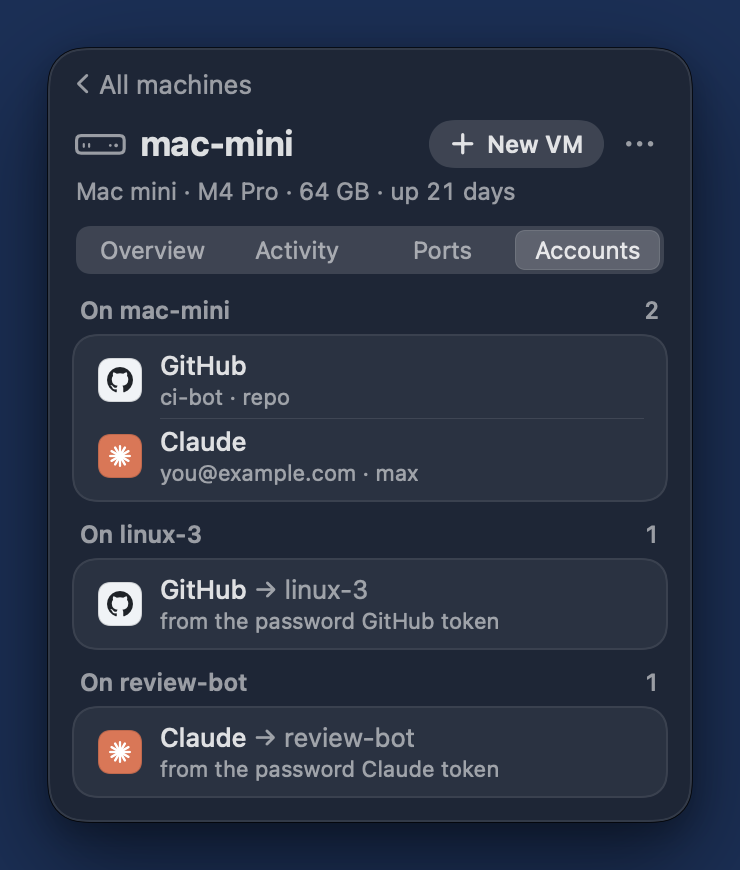 All machines
mac-mini
New VM
Mac mini · M4 Pro · 64 GB · up 21 days
Overview Activity Ports Accounts
On mac-mini 2
GitHub
ci-bot · repo
Claude
you@example.com · max
On linux-3 1
GitHub → linux-3
from the password GitHub token
On review-bot 1
Claude → review-bot
from the password Claude token